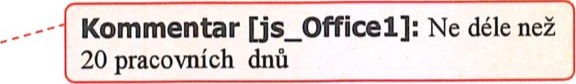 Kommentar [js_Office1]: Ne déle než
20 pracovních dnů